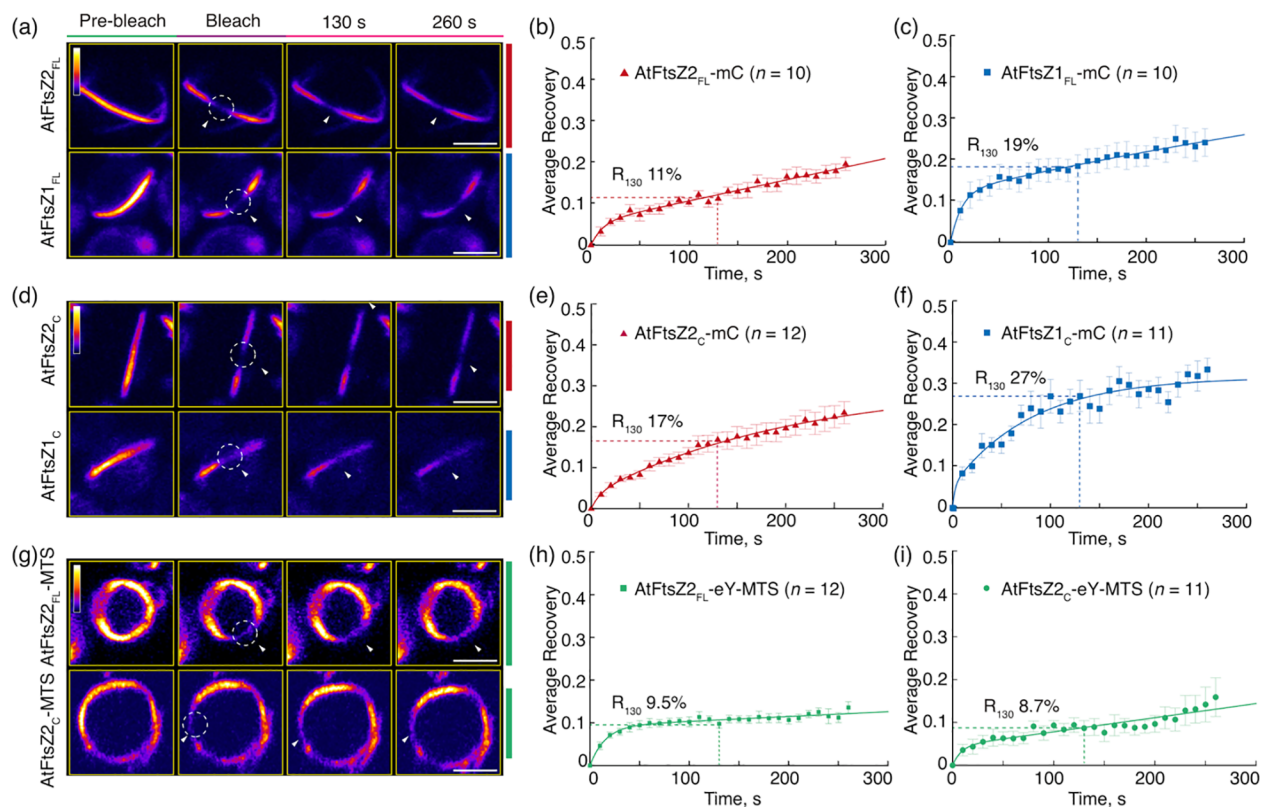 Pre-bleach Bleach 130 s 260 s
(a)
AtFtsZ2FL
AtFtsZ1FL
(b)
AtFtsZ2FL-mC (n = 10)
Average Recovery
0.5
0.4
0.3
0.2
0.1
0
R130 11%
0 100 200 300
Time, s
(c)
AtFtsZ1FL-mC (n = 10)
Average Recovery
0.5
0.4
0.3
0.2
0.1
0
R130 19%
0 100 200 300
Time, s
(d)
AtFtsZ2C
AtFtsZ1C
(e)
AtFtsZ2C-mC (n = 12)
Average Recovery
0.5
0.4
0.3
0.2
0.1
0
R130 17%
0 100 200 300
Time, s
(f)
AtFtsZ1C-mC (n = 11)
Average Recovery
0.5
0.4
0.3
0.2
0.1
0
R130 27%
0 100 200 300
Time, s
(g)
AtFtsZ2FL-MTS
AtFtsZ2C-MTS
(h)
AtFtsZ2FL-eY-MTS (n = 12)
Average Recovery
0.5
0.4
0.3
0.2
0.1
0
R130 9.5%
0 100 200 300
Time, s
(i)
AtFtsZ2C-eY-MTS (n = 11)
Average Recovery
0.5
0.4
0.3
0.2
0.1
0
R130 8.7%
0 100 200 300
Time, s